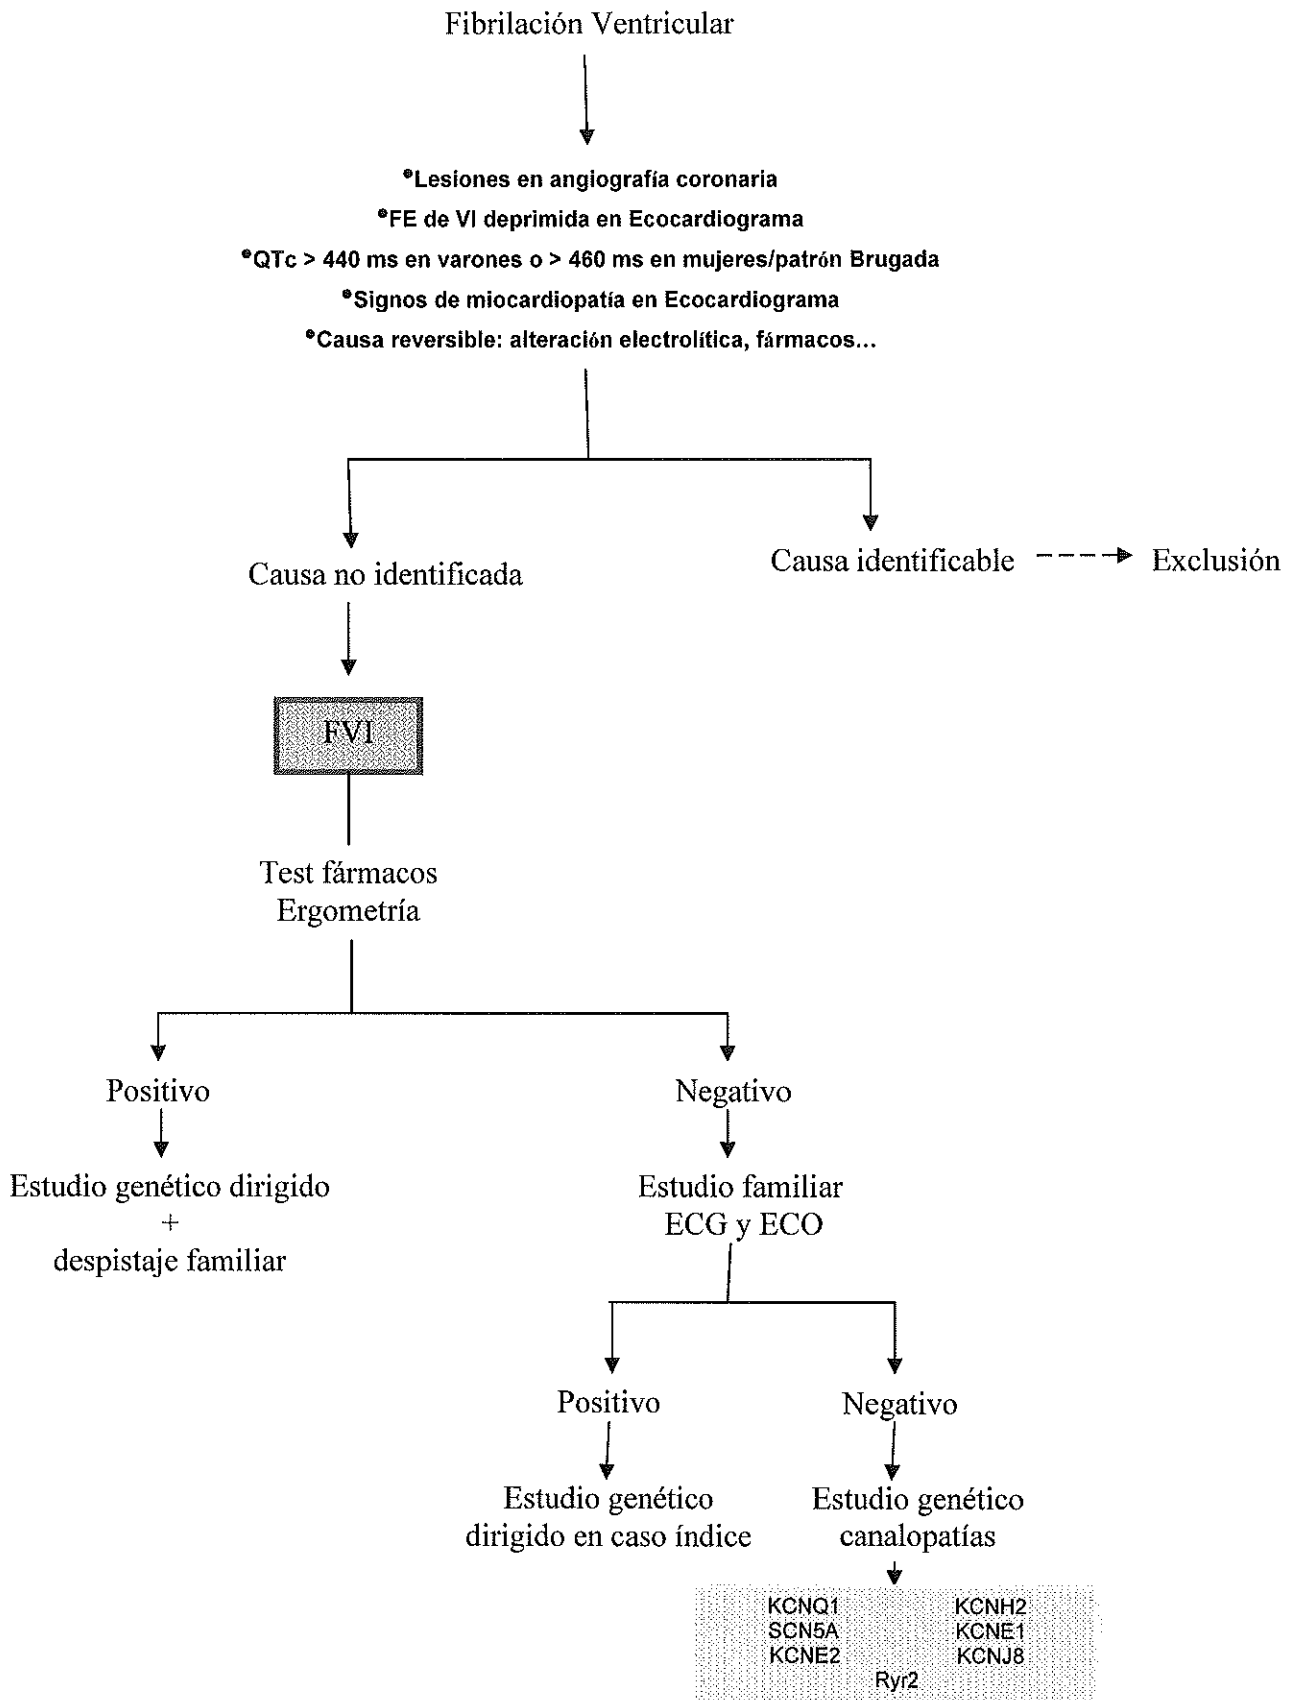 Fibrilación Ventricular
•Lesiones en angiografía coronaria
•FE de VI deprimida en Ecocardiograma
•QTc > 440 ms en varones o > 460 ms en mujeres/patrón Brugada
•Signos de miocardiopatía en Ecocardiograma
•Causa reversible: alteración electrolítica, fármacos...
Causa no identificada
Causa identificable
Exclusión
FVI
Test fármacos
Ergometría
Positivo
Negativo
Estudio genético dirigido
+
despistaje familiar
Estudio familiar
ECG y ECO
Positivo
Negativo
Estudio genético
dirigido en caso índice
Estudio genético
canalopatías
KCNQ1 KCNH2
SCN5A KCNE1
KCNE2 KCNJ8
Ryr2